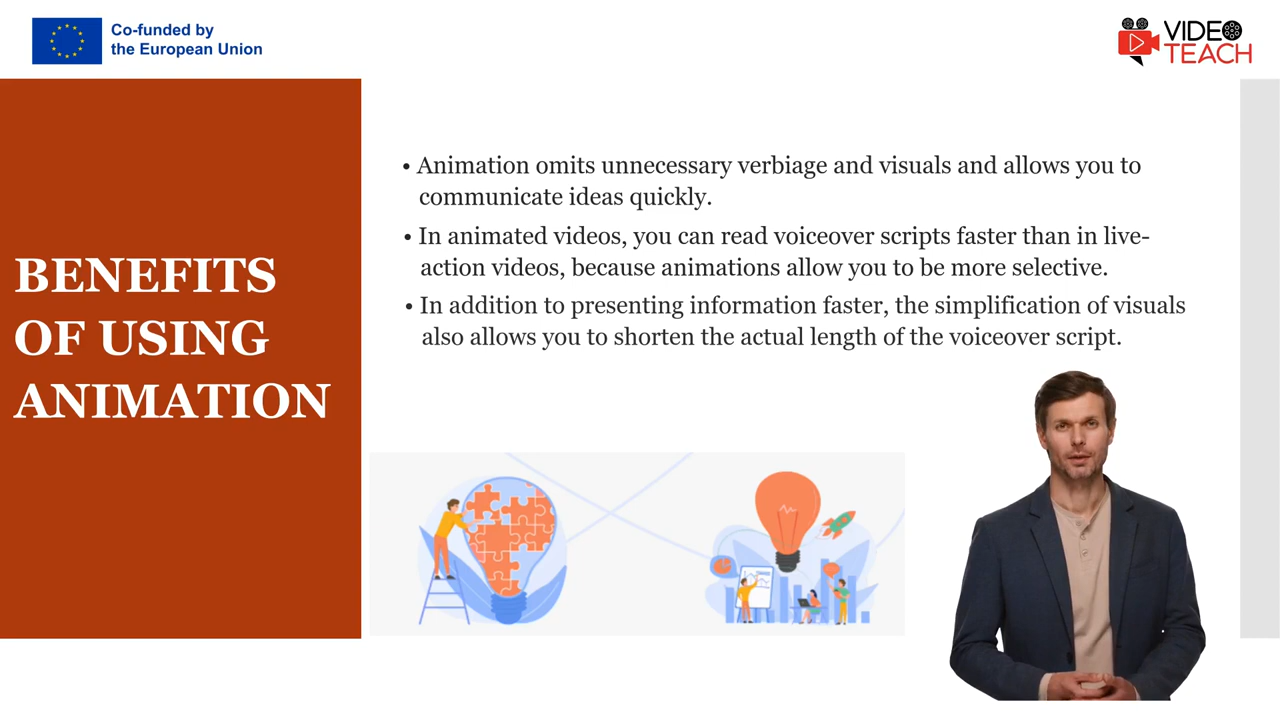 Co-funded by
the European Union
VIDEO
TEACH
BENEFITS
OF USING
ANIMATION
• Animation omits unnecessary verbiage and visuals and allows you to
communicate ideas quickly.
• In animated videos, you can read voiceover scripts faster than in live-
action videos, because animations allow you to be more selective.
• In addition to presenting information faster, the simplification of visuals
also allows you to shorten the actual length of the voiceover script.